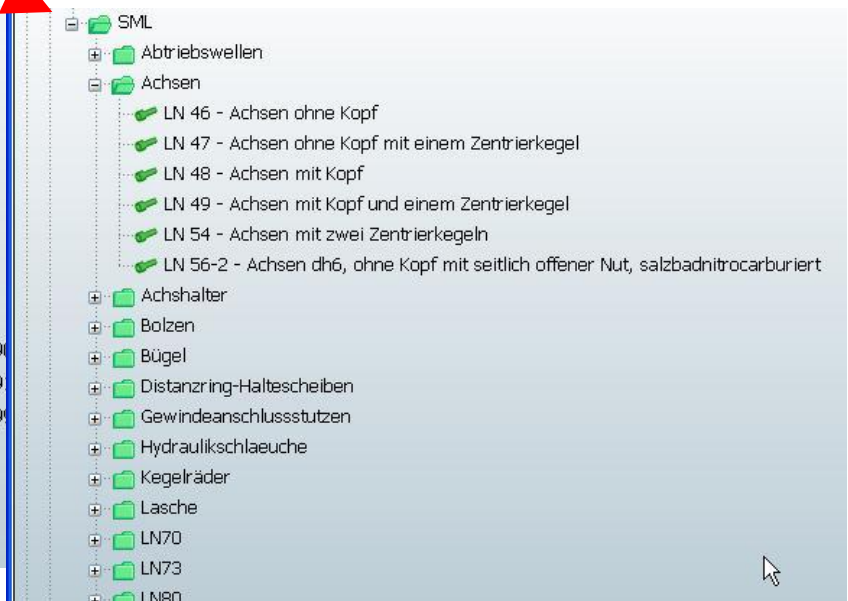 SML
Abtriebswellen
Achsen
LN 46 - Achsen ohne Kopf
LN 47 - Achsen ohne Kopf mit einem Zentrierkegel
LN 48 - Achsen mit Kopf
LN 49 - Achsen mit Kopf und einem Zentrierkegel
LN 54 - Achsen mit zwei Zentrierkegeln
LN 56-2 - Achsen dh6, ohne Kopf mit seitlich offener Nut, salzbadnitrocarburiert
Achshalter
Bolzen
Bügel
Distanzring-Haltescheiben
Gewindeanschlussstutzen
Hydraulikschlaeuche
Kegelräder
Lasche
LN70
LN73
LN80